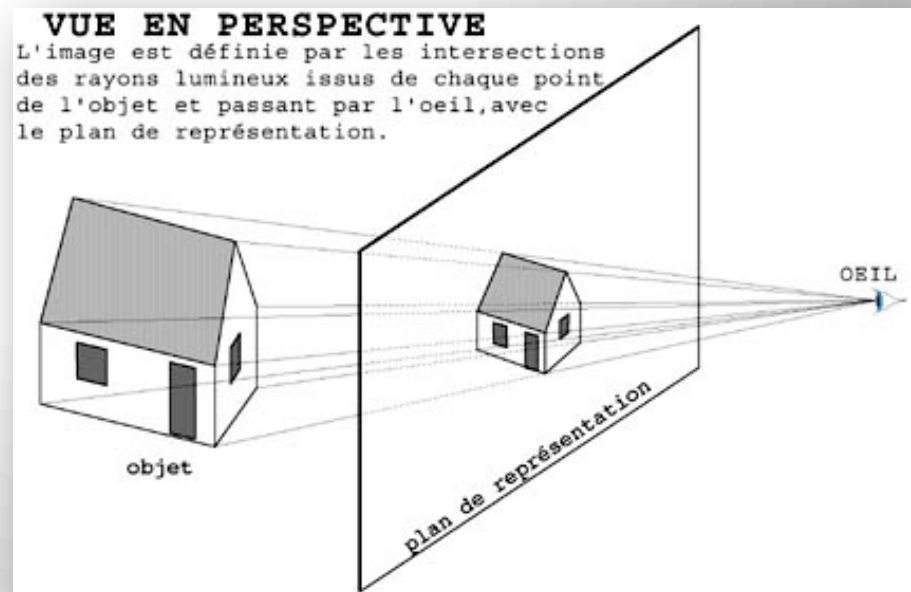 VUE EN PERSPECTIVE
L'image est définie par les intersections
des rayons lumineux issus de chaque point
de l'objet et passant par l'oeil,avec
le plan de représentation.
OEIL
objet
plan de représentation